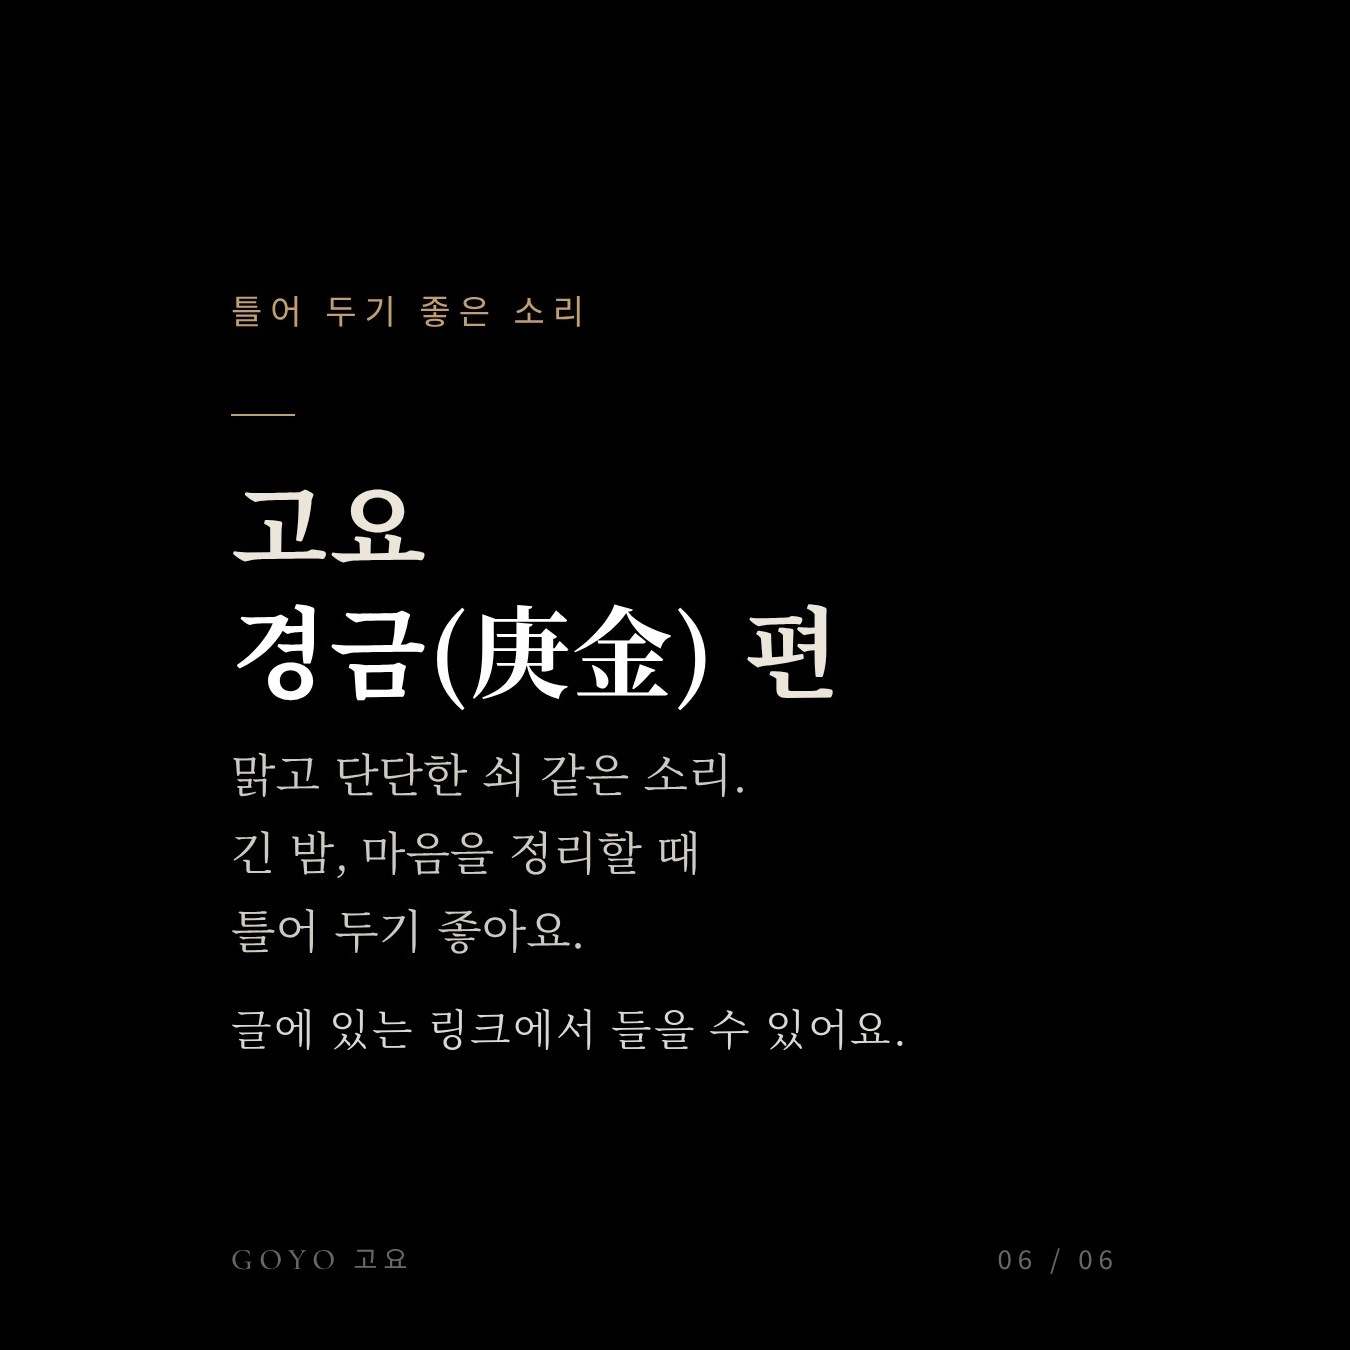 틀어 두기 좋은 소리
고요
경금(庚金) 편
맑고 단단한 쇠 같은 소리.
긴 밤, 마음을 정리할 때
틀어 두기 좋아요.
글에 있는 링크에서 들을 수 있어요.
GOYO 고요
06 / 06